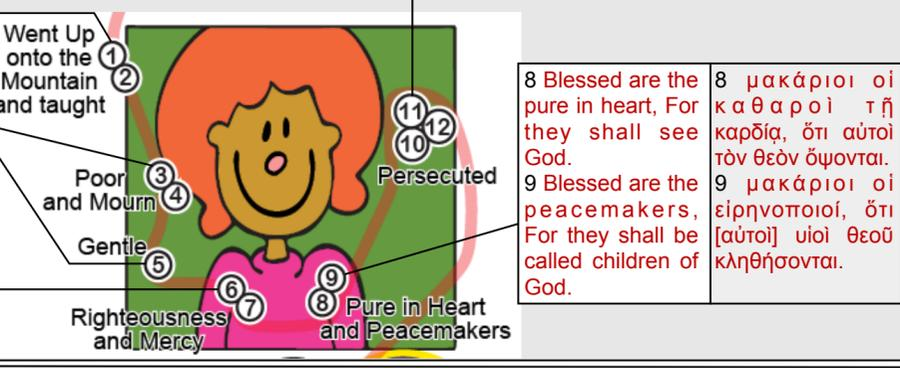 Went Up
onto the
Mountain
and taught
1
2
3
4
Poor
and Mourn
Gentle
5
6
7
Righteousness
and Mercy
8
9
Pure in Heart
and Peacemakers
10
11
12
Persecuted
8 Blessed are the
pure in heart, For
they shall see
God.
9 Blessed are the
peacemakers,
For they shall be
called children of
God.
8 μακάριοι οἱ
καθαροὶ τῇ
καρδίᾳ, ὅτι αὐτοὶ
τὸν θεὸν ὄψονται.
9 μακάριοι οἱ
εἰρηνοποιοί, ὅτι
[αὐτοὶ] υἱοὶ θεοῦ
κληθήσονται.